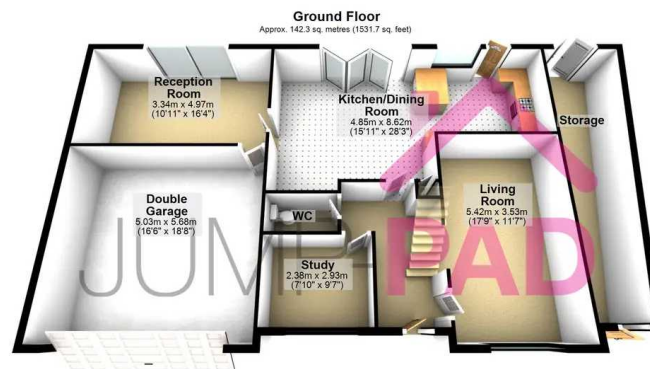 Ground Floor
Approx. 142.3 sq. metres (1531.7 sq. feet)
Reception
Room
3.34m x 4.97m
(10'11" x 16'4")
Kitchen/Dining
Room
4.85m x 8.62m
(15'11" x 28'3")
Storage
Double
Garage
5.03m x 5.68m
(16'6" x 18'8")
WC
Living
Room
5.42m x 3.53m
(17'9" x 11'7")
Study
2.38m x 2.93m
(7'10" x 9'7")
JUMP
PAD